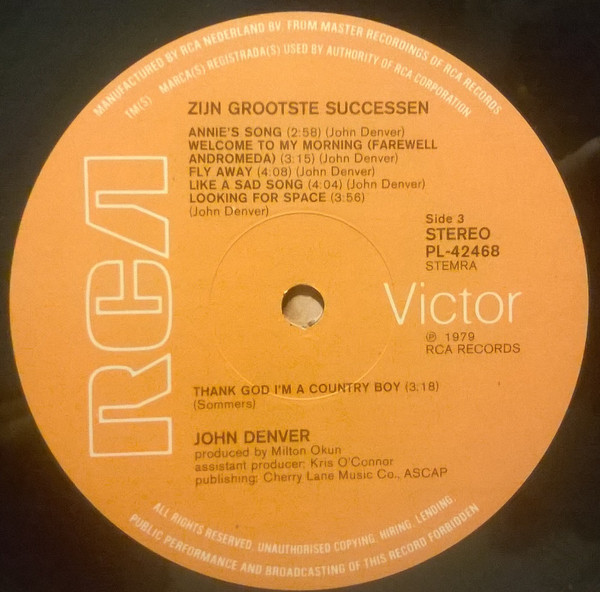 MANUFACTURED BY RCA NEDERLAND BV. FRUM MASTER RECORDINGS OF RCA RECORDS
TM(S) MARCA(S) REGISTRADA(S) USED BY AUTHORITY OF RCA CORPORATION
ZIJN GROOTSTE SUCCESSEN
ANNIE'S SONG (2:58) (John Denver)
WELCOME TO MY MORNING (FAREWELL
ANDROMEDA) (3:15) (John Denver)
FLY AWAY (4:08) (John Denver)
LIKE A SAD SONG (4:04) (John Denver)
LOOKING FOR SPACE (3:56)
(John Denver)
Side 3
STEREO
PL-42468
STEMRA
RCA
Victor
℗ 1979
RCA RECORDS
THANK GOD I'M A COUNTRY BOY (3:18)
(Sommers)
JOHN DENVER
produced by Milton Okun
assistant producer: Kris O'Connor
publishing: Cherry Lane Music Co., ASCAP
ALL RIGHTS RESERVED. UNAUTHORISED COPYING, HIRING, LENDING,
PUBLIC PERFORMANCE AND BROADCASTING OF THIS RECORD FORBIDDEN